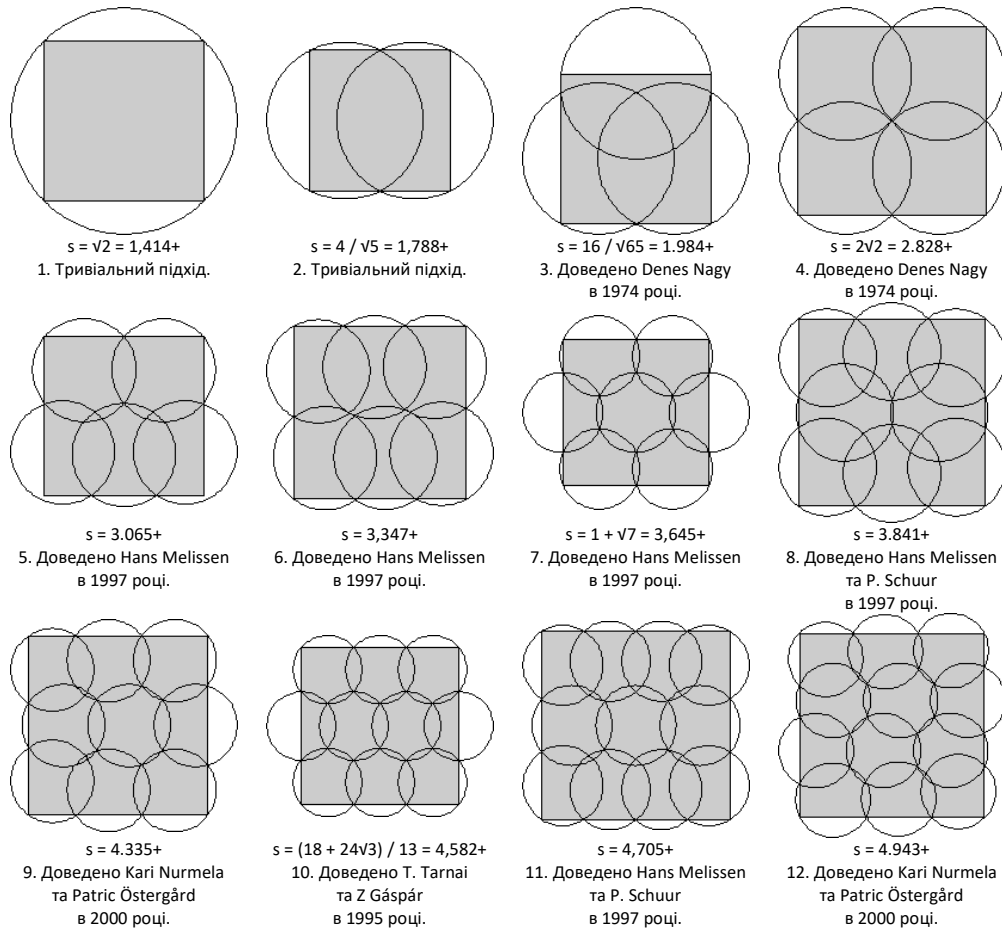 s = √2 = 1,414+
1. Тривіальний підхід.
s = 4 / √5 = 1,788+
2. Тривіальний підхід.
s = 16 / √65 = 1.984+
3. Доведено Denes Nagy
в 1974 році.
s = 2√2 = 2.828+
4. Доведено Denes Nagy
в 1974 році.
s = 3.065+
5. Доведено Hans Melissen
в 1997 році.
s = 3,347+
6. Доведено Hans Melissen
в 1997 році.
s = 1 + √7 = 3,645+
7. Доведено Hans Melissen
в 1997 році.
s = 3.841+
8. Доведено Hans Melissen
та P. Schuur
в 1997 році.
s = 4.335+
9. Доведено Kari Nurmela
та Patric Östergård
в 2000 році.
s = (18 + 24√3) / 13 = 4,582+
10. Доведено T. Tarnai
та Z Gáspár
в 1995 році.
s = 4,705+
11. Доведено Hans Melissen
та P. Schuur
в 1997 році.
s = 4.943+
12. Доведено Kari Nurmela
та Patric Östergård
в 2000 році.